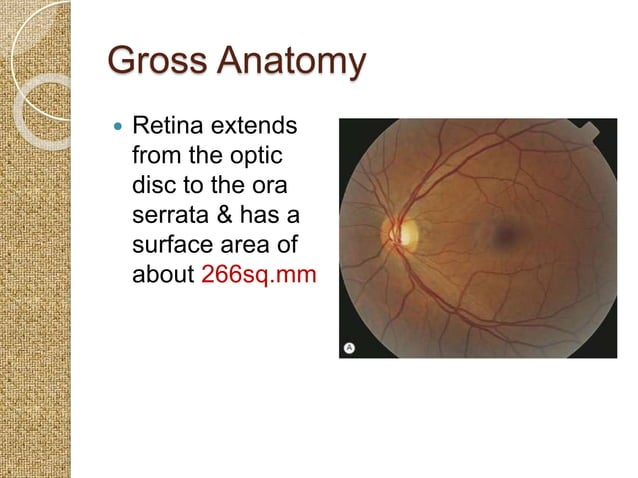 Gross Anatomy
Retina extends
from the optic
disc to the ora
serrata & has a
surface area of
about 266sq.mm
A